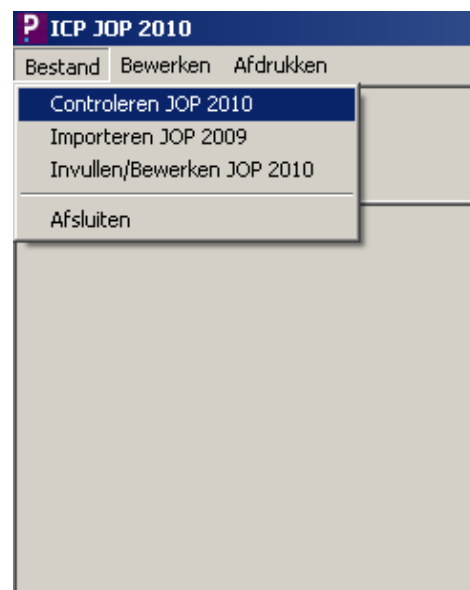 ICP JOP 2010
Bestand Bewerken Afdrukken
Controleren JOP 2010
Importeren JOP 2009
Invullen/Bewerken JOP 2010
Afsluiten